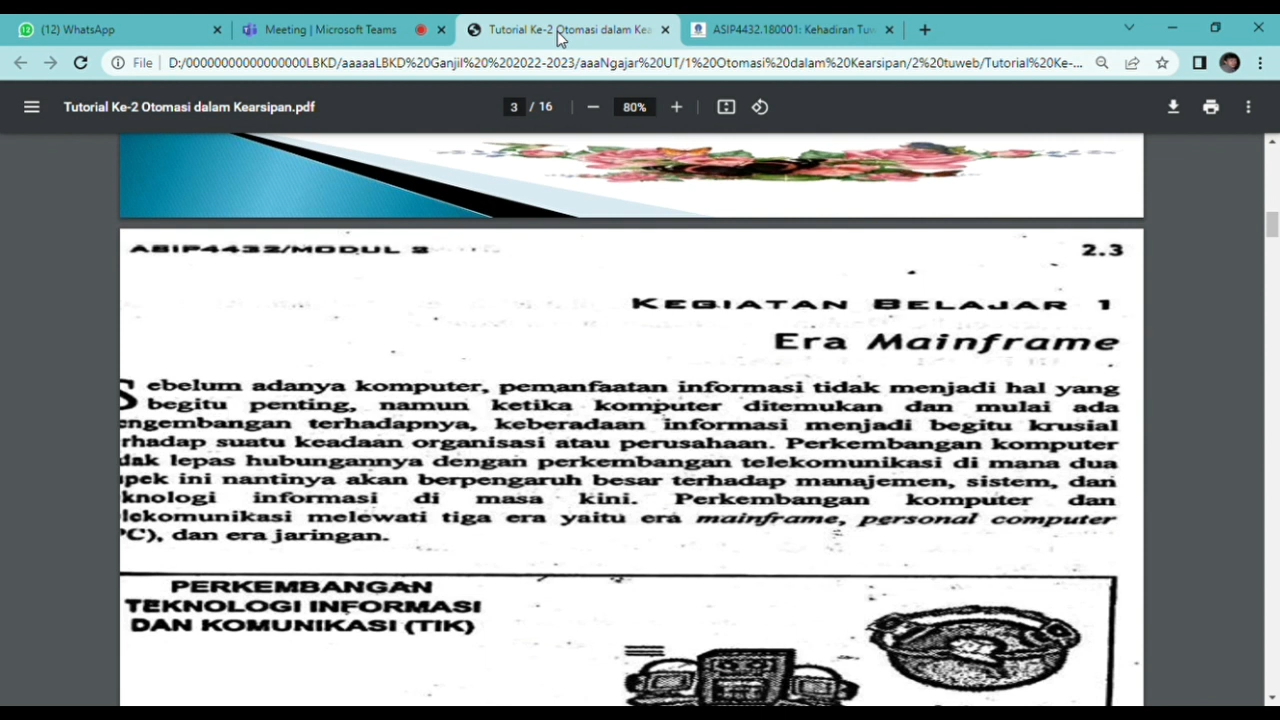 (12) WhatsApp
Meeting | Microsoft Teams
Tutorial Ke-2 Otomasi dalam Kea
ASIP4432.180001: Kehadiran Tuw
File
D:/00000000000000000LBKD/aaaaaLBKD%20Ganjil%20%202022-2023/aaaNgajar%20UT/1%20Otomasi%20dalam%20Kearsipan/2%20tuweb/Tutorial%20Ke-...
Tutorial Ke-2 Otomasi dalam Kearsipan.pdf
3 / 16
80%
ASIP4432/MODUL 2
2.3
KEGIATAN BELAJAR 1
Era Mainframe
Sebelum adanya komputer, pemanfaatan informasi tidak menjadi hal yang
begitu penting, namun ketika komputer ditemukan dan mulai ada
engembangan terhadapnya, keberadaan informasi menjadi begitu krusial
rhadap suatu keadaan organisasi atau perusahaan. Perkembangan komputer
dak lepas hubungannya dengan perkembangan telekomunikasi di mana dua
pek ini nantinya akan berpengaruh besar terhadap manajemen, sistem, dan
knologi informasi di masa kini. Perkembangan komputer dan
lekomunikasi melewati tiga era yaitu era mainframe, personal computer
PC), dan era jaringan.
PERKEMBANGAN
TEKNOLOGI INFORMASI
DAN KOMUNIKASI (TIK)